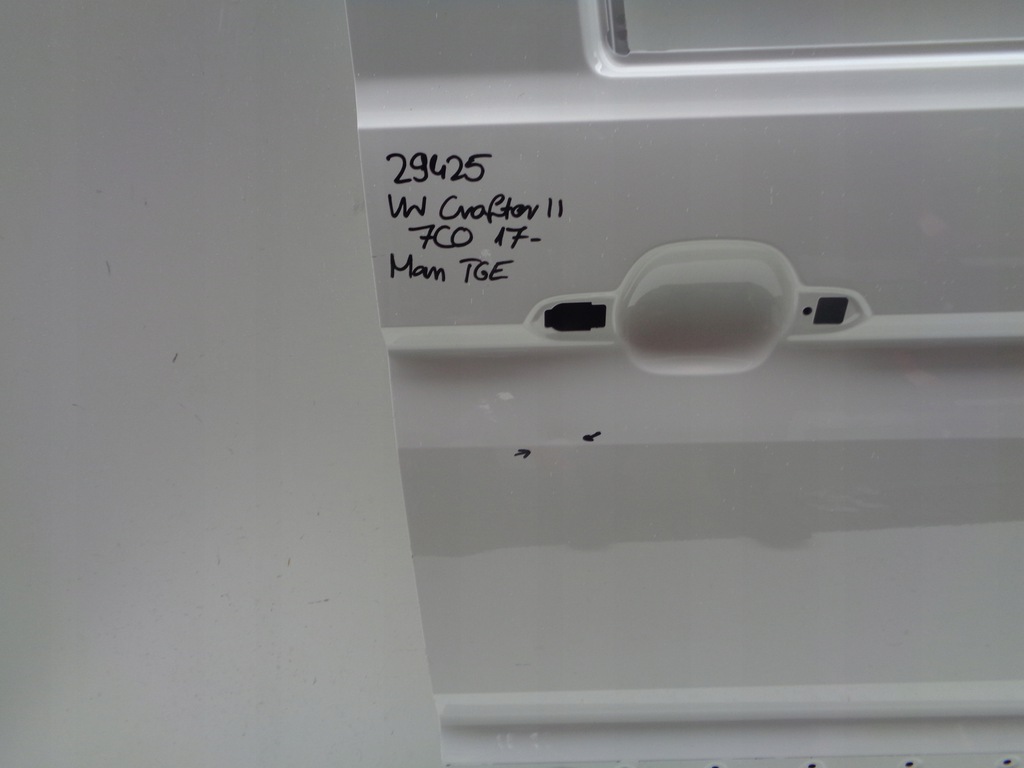 29425
VW Crafter II
7C0 17-
Man TGE